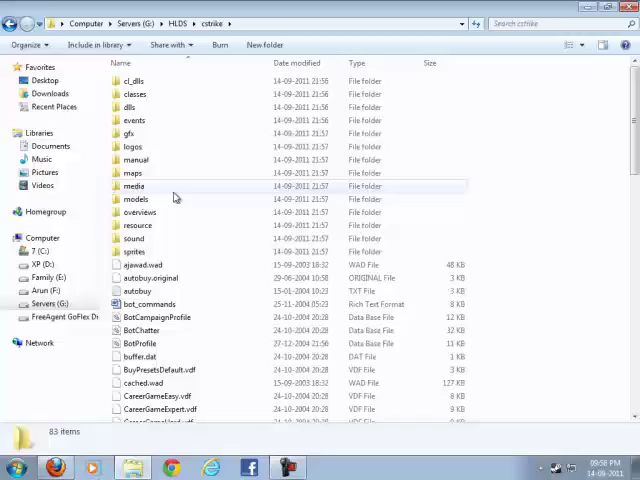 Computer ▸ Servers (G:) ▸ HLDS ▸ cstrike ▸ Search cstrike
Organize ▾ Include in library ▾ Share with ▾ Burn New folder
Name Date modified Type Size
Favorites
Desktop
Downloads
Recent Places
Libraries
Documents
Music
Pictures
Videos
Homegroup
Computer
7 (C:)
XP (D:)
Family (E:)
Arun (F:)
Servers (G:)
FreeAgent GoFlex Dr
Network
cl_dlls 14-09-2011 21:56 File folder
classes 14-09-2011 21:56 File folder
dlls 14-09-2011 21:56 File folder
events 14-09-2011 21:56 File folder
gfx 14-09-2011 21:57 File folder
logos 14-09-2011 21:57 File folder
manual 14-09-2011 21:57 File folder
maps 14-09-2011 21:57 File folder
media 14-09-2011 21:57 File folder
models 14-09-2011 21:57 File folder
overviews 14-09-2011 21:57 File folder
resource 14-09-2011 21:57 File folder
sound 14-09-2011 21:57 File folder
sprites 14-09-2011 21:57 File folder
ajawad.wad 15-09-2003 18:32 WAD File 48 KB
autobuy.original 29-06-2004 10:58 ORIGINAL File 3 KB
autobuy 15-01-2004 10:23 TXT File 3 KB
bot_commands 25-11-2004 05:23 Rich Text Format 8 KB
BotCampaignProfile 24-10-2004 20:28 Data Base File 12 KB
BotChatter 24-10-2004 20:28 Data Base File 32 KB
BotProfile 27-12-2004 21:56 Data Base File 11 KB
buffer.dat 24-10-2004 20:28 DAT File 1 KB
BuyPresetsDefault.vdf 24-10-2004 20:28 VDF File 3 KB
cached.wad 15-09-2003 18:32 WAD File 127 KB
CareerGameEasy.vdf 24-10-2004 20:28 VDF File 8 KB
CareerGameExpert.vdf 24-10-2004 20:28 VDF File 9 KB
83 items
09:58 PM
14-09-2011